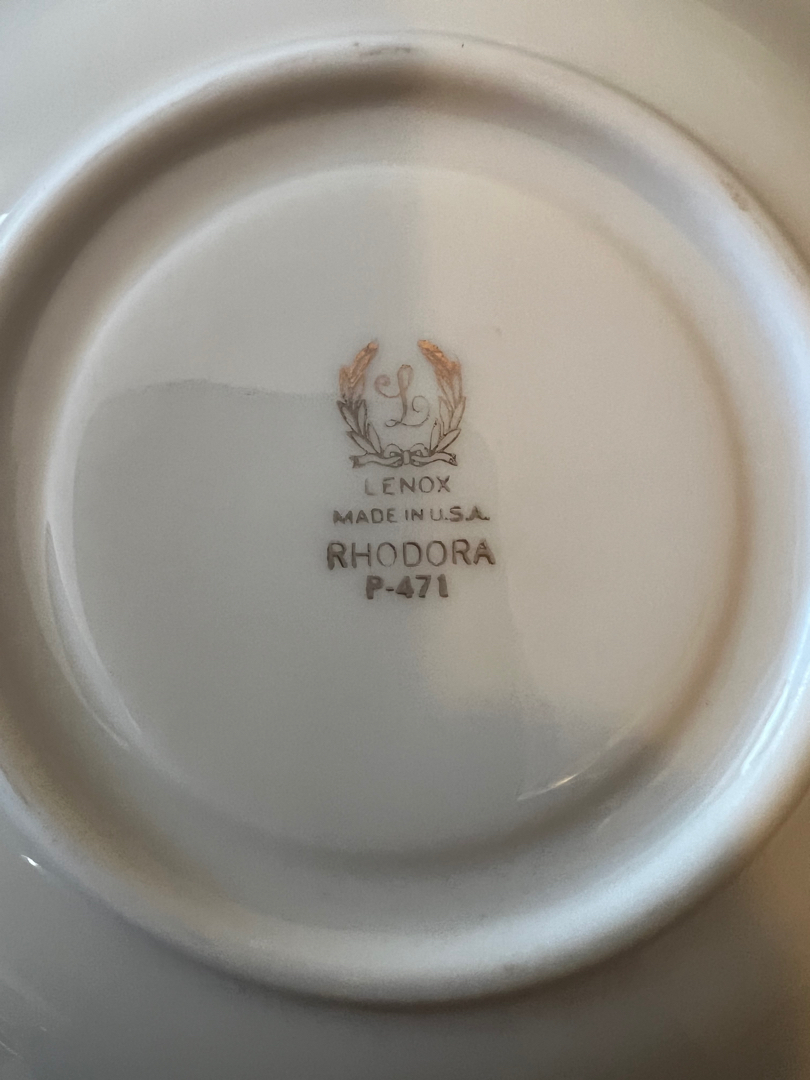 L
LENOX
MADE IN U.S.A.
RHODORA
P-471